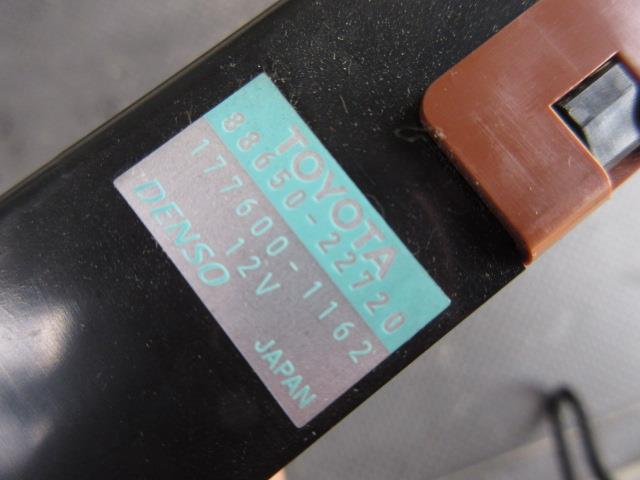 TOYOTA
88650-22720
177600-1162
12V
DENSO
JAPAN